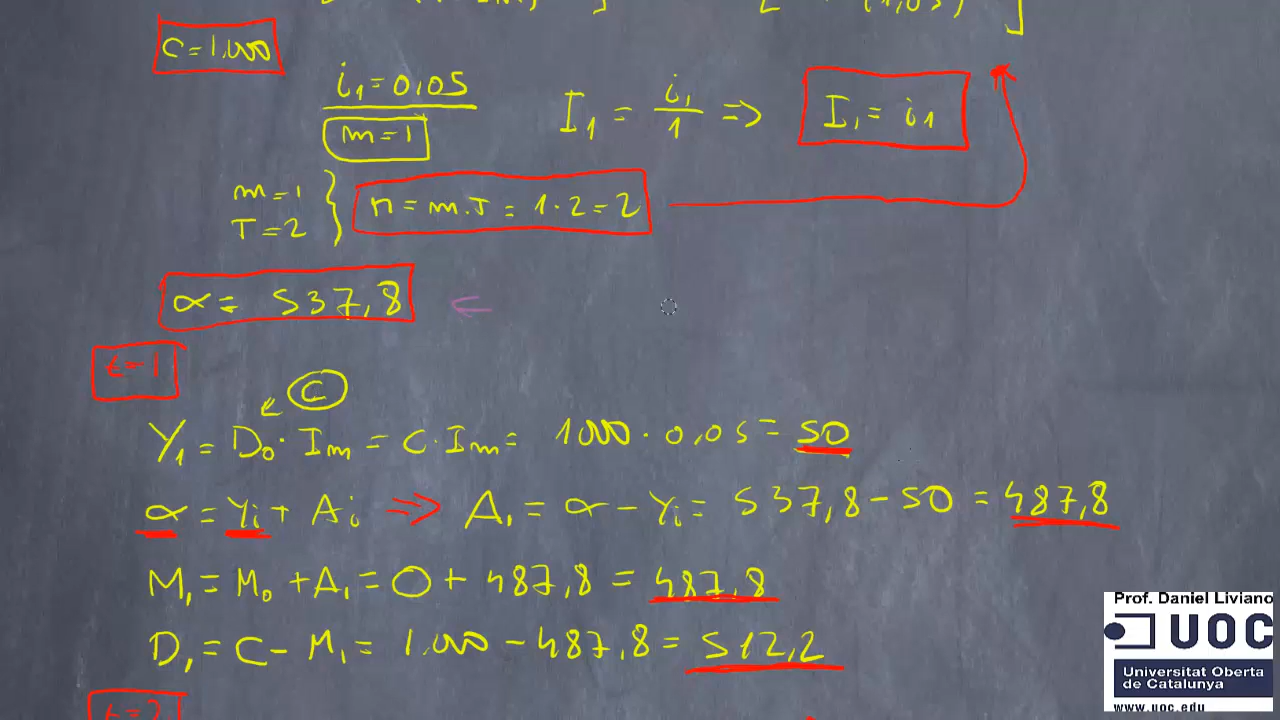 C = 1,000
i₁ = 0,05
m = 1
I₁ = i₁/1 ⇒ I₁ = i₁
m = 1
T = 2
n = m.T = 1 · 2 = 2
α = 537,8 ←
t = 1
C
Y₁ = D₀ · Im = C · Im = 1000 · 0,05 = 50
α = Yi + Ai ⇒ A₁ = α - Yi = 537,8 - 50 = 487,8
M₁ = M₀ + A₁ = 0 + 487,8 = 487,8
D₁ = C - M₁ = 1,000 - 487,8 = 512,2
t = 2
Prof. Daniel Liviano
UOC
Universitat Oberta
de Catalunya
www.uoc.edu